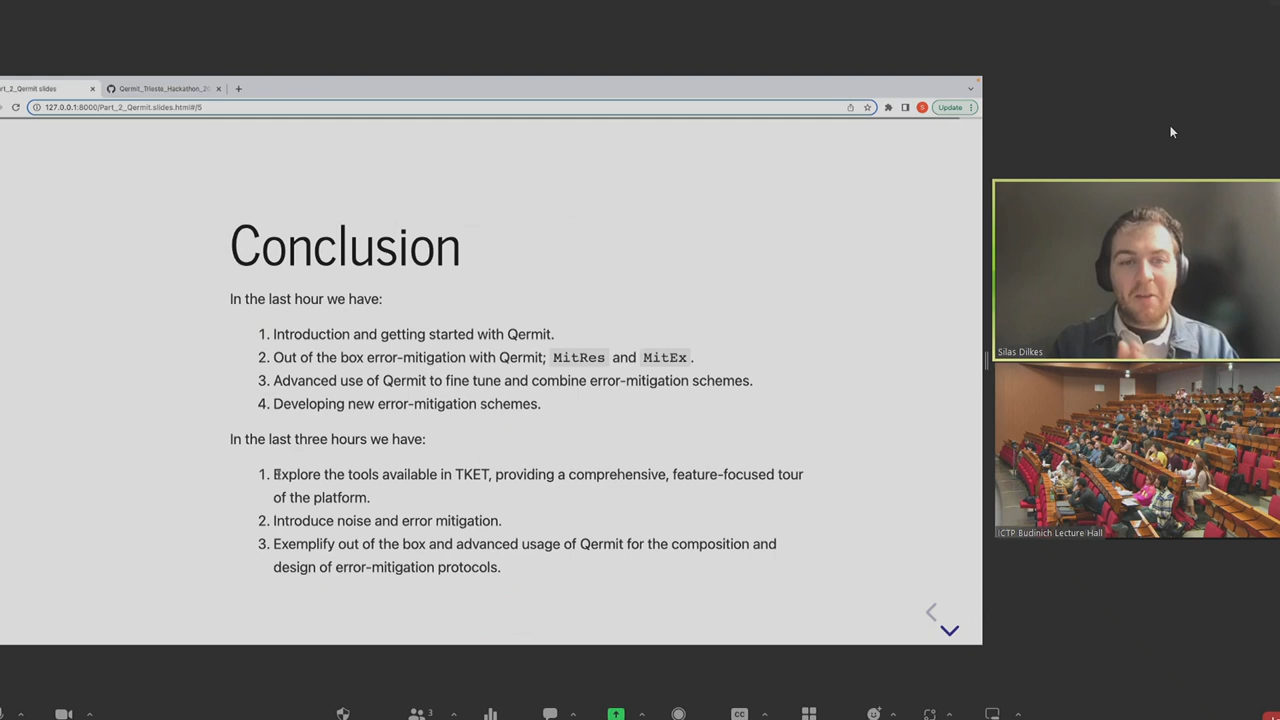 rt_2_Qermit slides
Qermit_Trieste_Hackathon_20
127.0.0.1:8000/Part_2_Qermit.slides.html#/5
S
Update
Conclusion
In the last hour we have:
1. Introduction and getting started with Qermit.
2. Out of the box error-mitigation with Qermit; MitRes and MitEx.
3. Advanced use of Qermit to fine tune and combine error-mitigation schemes.
4. Developing new error-mitigation schemes.
In the last three hours we have:
1. Explore the tools available in TKET, providing a comprehensive, feature-focused tour
of the platform.
2. Introduce noise and error mitigation.
3. Exemplify out of the box and advanced usage of Qermit for the composition and
design of error-mitigation protocols.
Silas Dilkes
ICTP Budinich Lecture Hall
3
CC